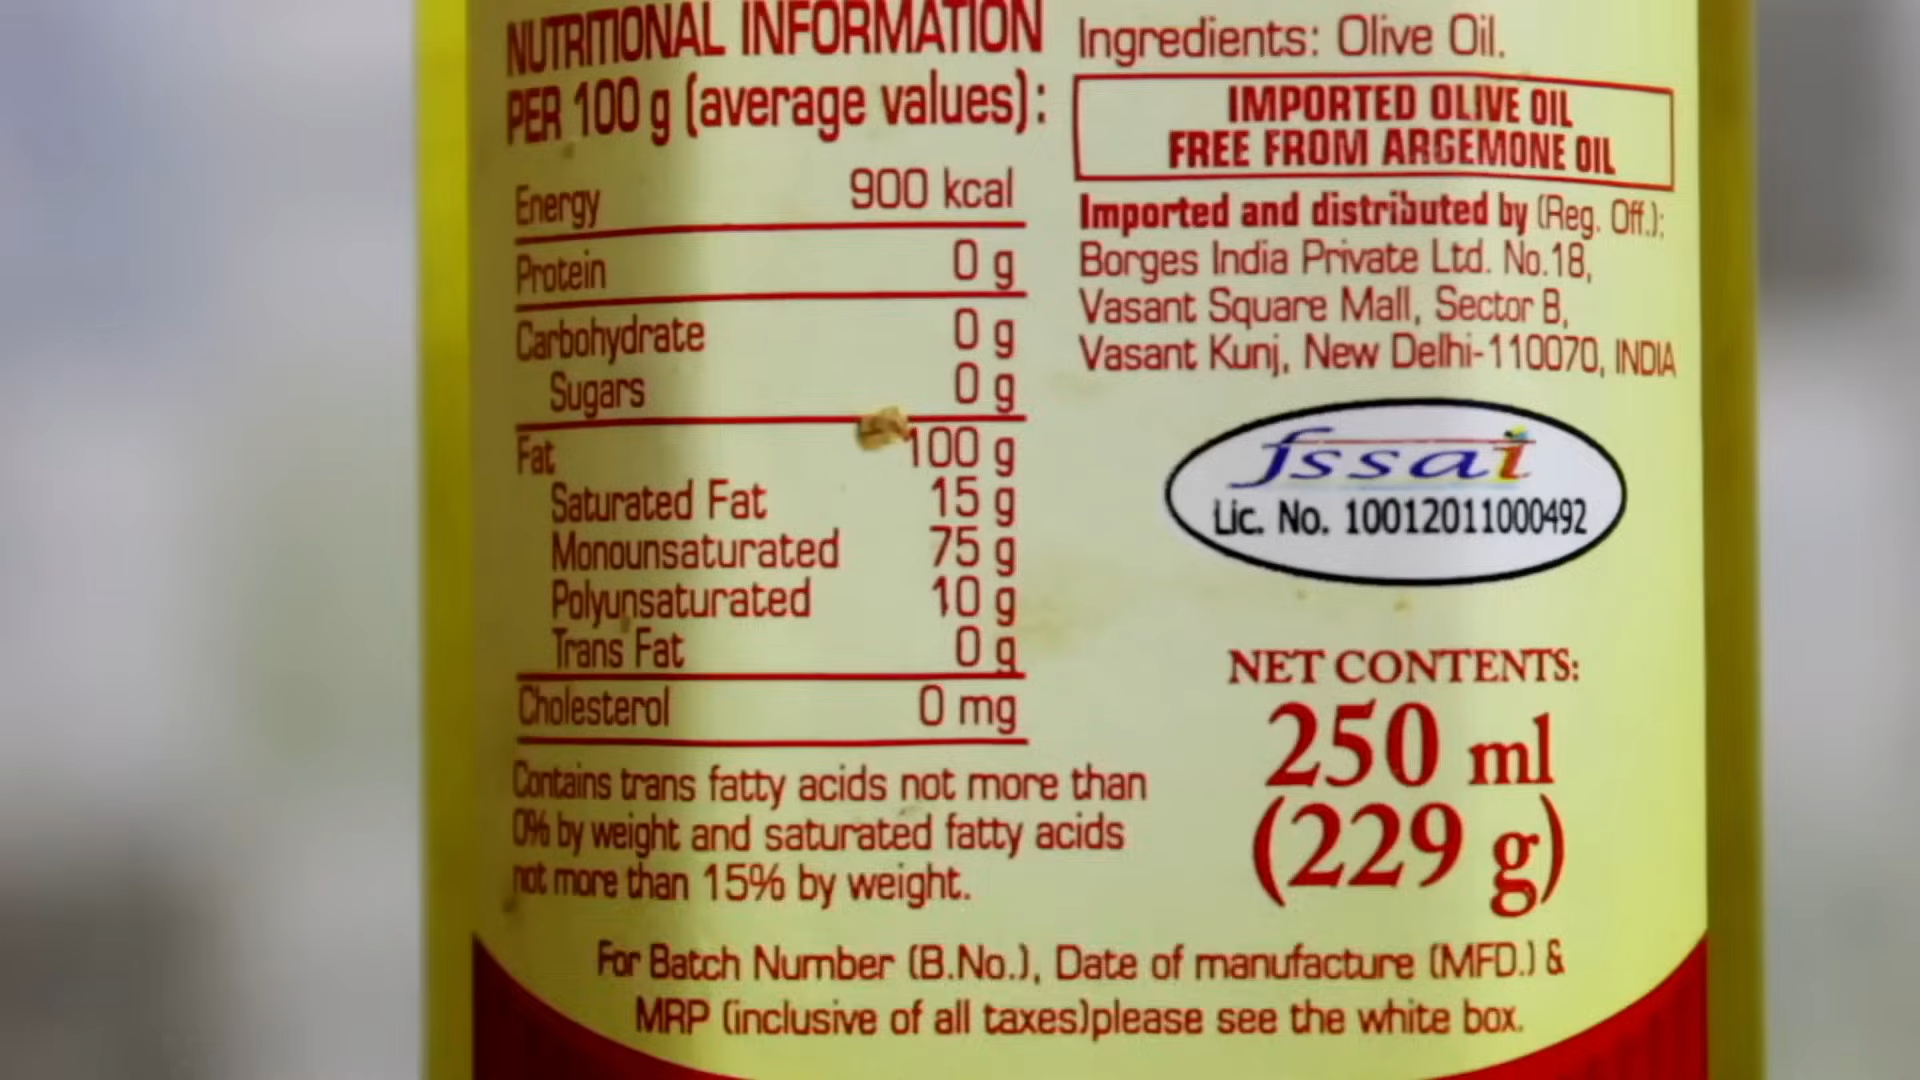 NUTRITIONAL INFORMATION
PER 100 g (average values):
Energy 900 kcal
Protein 0 g
Carbohydrate 0 g
Sugars 0 g
Fat 100 g
Saturated Fat 15 g
Monounsaturated 75 g
Polyunsaturated 10 g
Trans Fat 0 g
Cholesterol 0 mg
Contains trans fatty acids not more than
0% by weight and saturated fatty acids
not more than 15% by weight.
Ingredients: Olive Oil.
IMPORTED OLIVE OIL
FREE FROM ARGEMONE OIL
Imported and distributed by (Reg. Off.):
Borges India Private Ltd. No.18,
Vasant Square Mall, Sector B,
Vasant Kunj, New Delhi-110070, INDIA
fssai
Lic. No. 10012011000492
NET CONTENTS:
250 ml
(229 g)
For Batch Number (B.No.), Date of manufacture (MFD.) &
MRP (inclusive of all taxes)please see the white box.